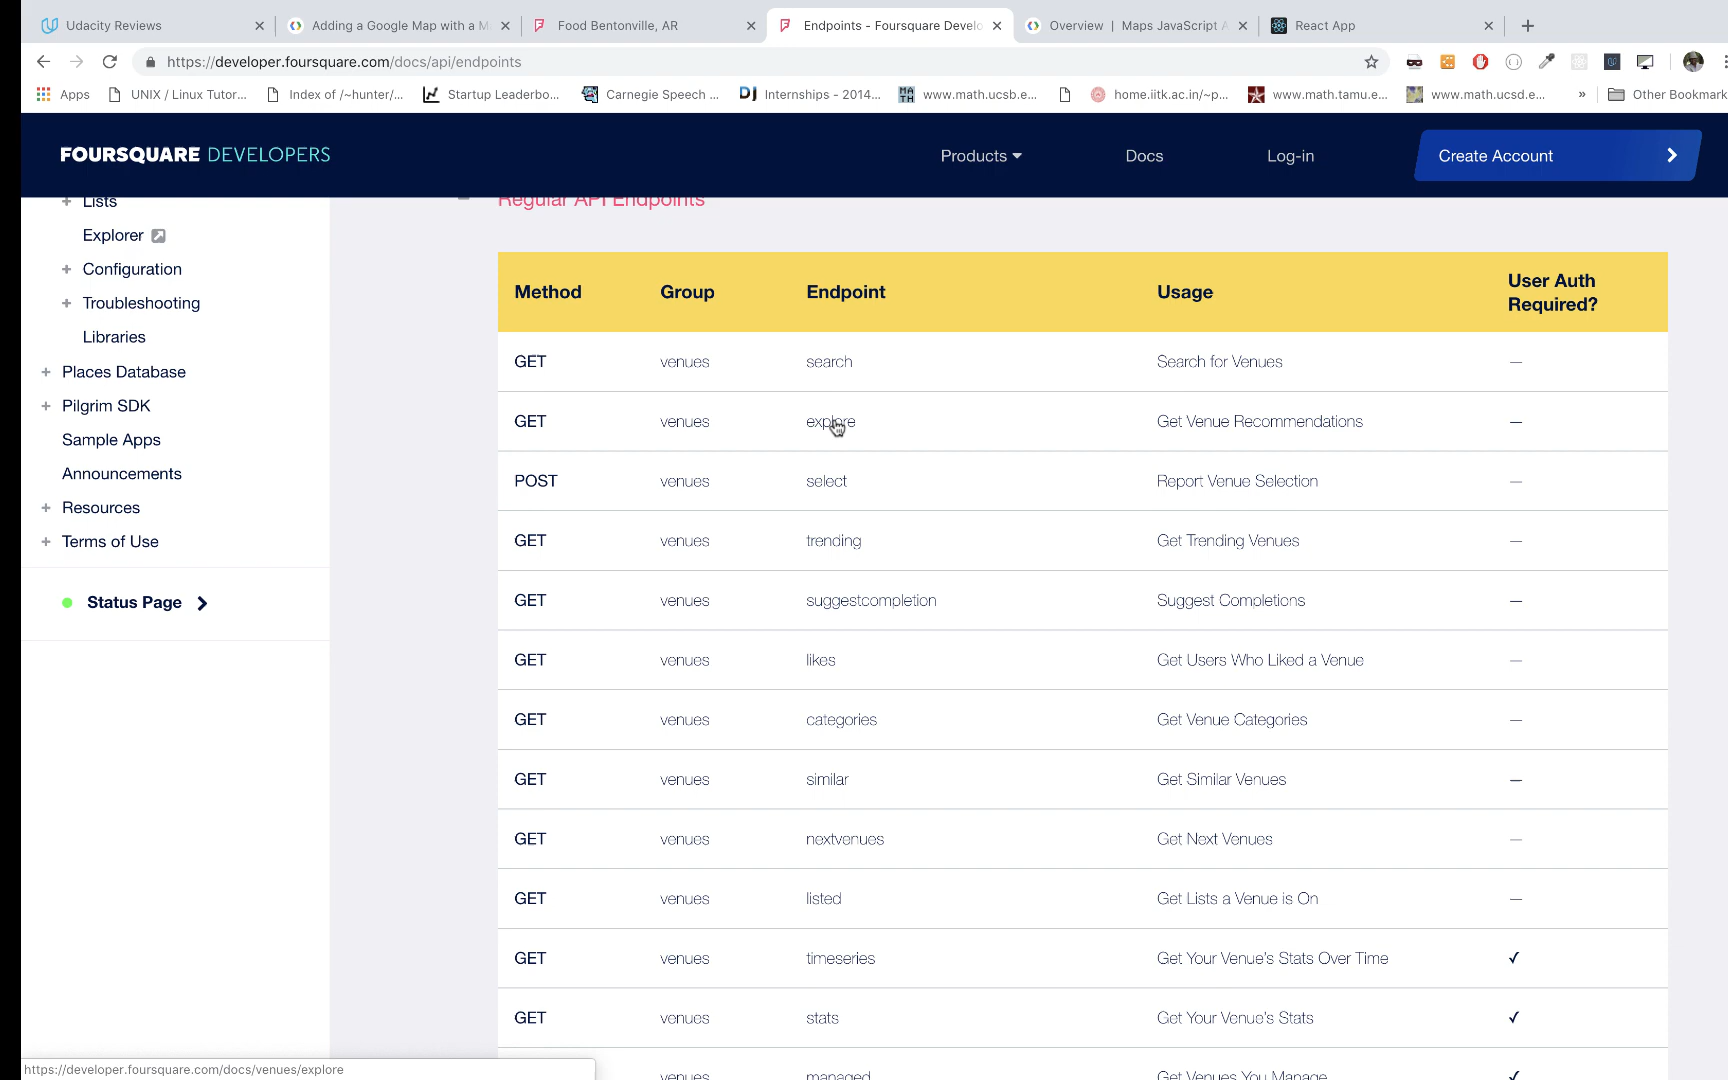 Udacity Reviews
Adding a Google Map with a M
Food Bentonville, AR
Endpoints - Foursquare Develo
Overview | Maps JavaScript A
React App
https://developer.foursquare.com/docs/api/endpoints
Apps
UNIX / Linux Tutor...
Index of /~hunter/...
Startup Leaderbo...
Carnegie Speech ...
Internships - 2014...
www.math.ucsb.e...
home.iitk.ac.in/~p...
www.math.tamu.e...
www.math.ucsd.e...
»
Other Bookmark
FOURSQUARE DEVELOPERS
Products
Docs
Log-in
Create Account
Lists
Explorer
Configuration
Troubleshooting
Libraries
Places Database
Pilgrim SDK
Sample Apps
Announcements
Resources
Terms of Use
Status Page
Regular API Endpoints
Method Group Endpoint Usage User Auth
Required?
GET venues search Search for Venues —
GET venues explore Get Venue Recommendations —
POST venues select Report Venue Selection —
GET venues trending Get Trending Venues —
GET venues suggestcompletion Suggest Completions —
GET venues likes Get Users Who Liked a Venue —
GET venues categories Get Venue Categories —
GET venues similar Get Similar Venues —
GET venues nextvenues Get Next Venues —
GET venues listed Get Lists a Venue is On —
GET venues timeseries Get Your Venue's Stats Over Time ✓
GET venues stats Get Your Venue's Stats ✓
venues managed Get Venues You Manage ✓
https://developer.foursquare.com/docs/venues/explore